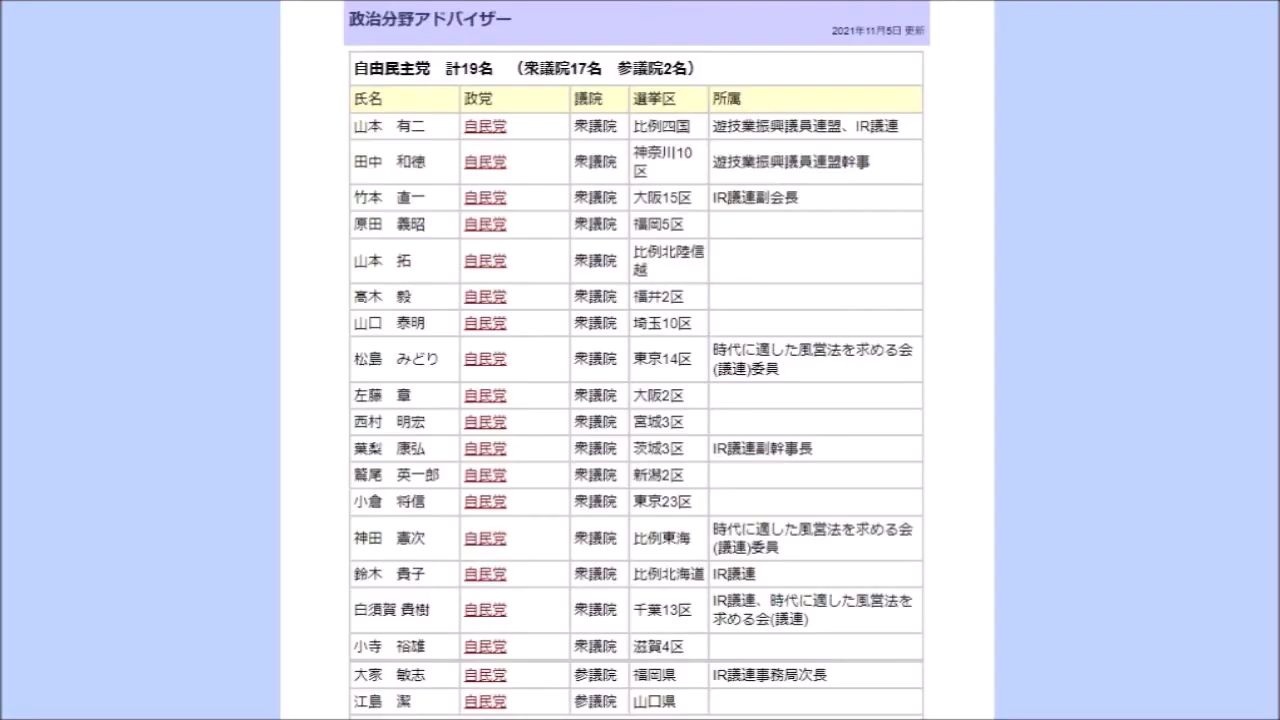 政治分野アドバイザー
2021年11月5日 更新
自由民主党 計19名 （衆議院17名 参議院2名）
氏名 政党 議院 選挙区 所属
山本 有二 自民党 衆議院 比例四国 遊技業振興議員連盟、IR議連
田中 和徳 自民党 衆議院 神奈川10
区 遊技業振興議員連盟幹事
竹本 直一 自民党 衆議院 大阪15区 IR議連副会長
原田 義昭 自民党 衆議院 福岡5区
山本 拓 自民党 衆議院 比例北陸信
越
高木 毅 自民党 衆議院 福井2区
山口 泰明 自民党 衆議院 埼玉10区
松島 みどり 自民党 衆議院 東京14区 時代に適した風営法を求める会
(議連)委員
左藤 章 自民党 衆議院 大阪2区
西村 明宏 自民党 衆議院 宮城3区
葉梨 康弘 自民党 衆議院 茨城3区 IR議連副幹事長
鷲尾 英一郎 自民党 衆議院 新潟2区
小倉 将信 自民党 衆議院 東京23区
神田 憲次 自民党 衆議院 比例東海 時代に適した風営法を求める会
(議連)委員
鈴木 貴子 自民党 衆議院 比例北海道 IR議連
白須賀 貴樹 自民党 衆議院 千葉13区 IR議連、時代に適した風営法を
求める会(議連)
小寺 裕雄 自民党 衆議院 滋賀4区
大家 敏志 自民党 参議院 福岡県 IR議連事務局次長
江島 潔 自民党 参議院 山口県